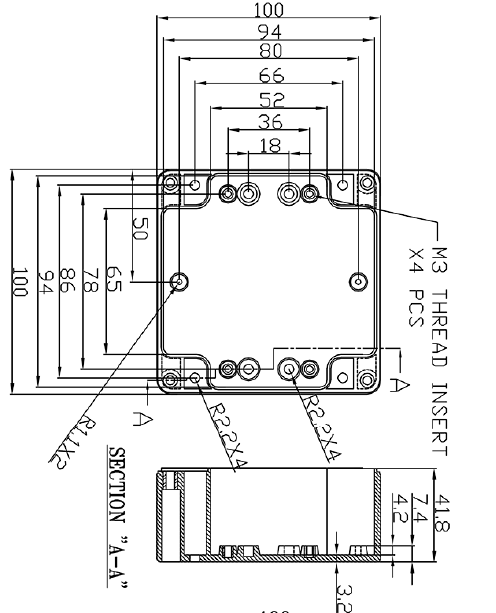 100
94
80
66
52
36
18
100
94
86
78
65
50
M3 THREAD INSERT
X4 PCS
A
A
R1,1X2
R2,2X4
R2,2X4
SECTION "A-A"
41,8
7,4
4,2
3,2